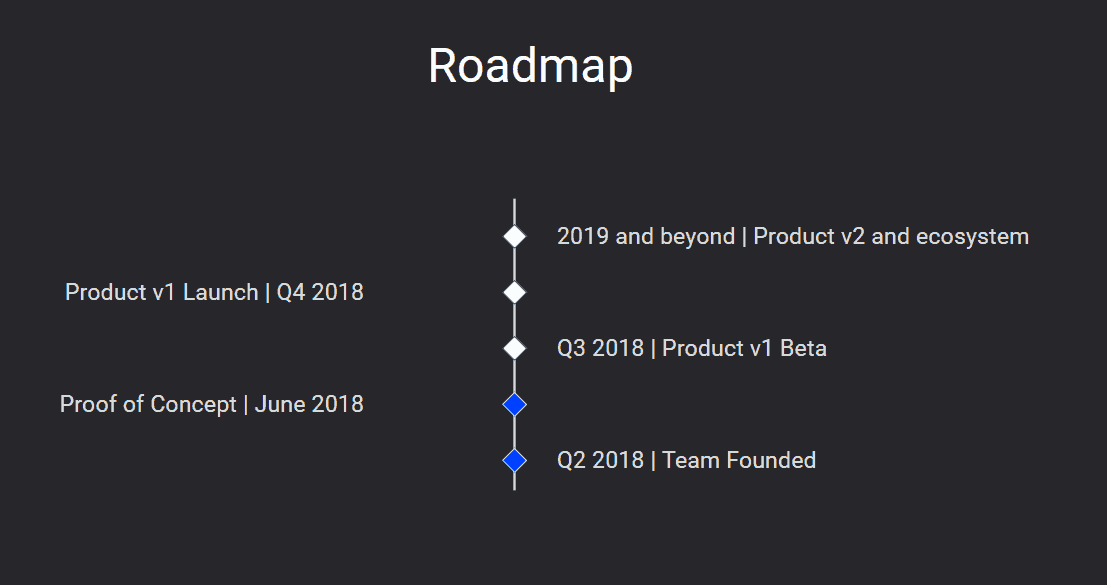 Roadmap
2019 and beyond | Product v2 and ecosystem
Product v1 Launch | Q4 2018
Q3 2018 | Product v1 Beta
Proof of Concept | June 2018
Q2 2018 | Team Founded